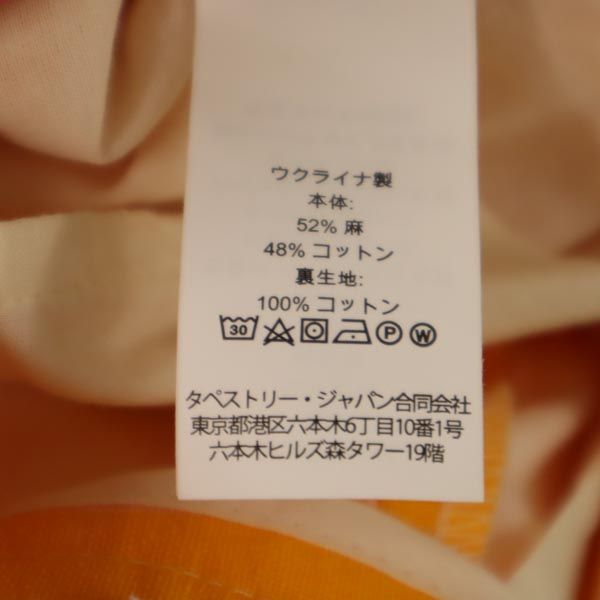 ウクライナ製
本体:
52% 麻
48% コットン
裏生地:
100% コットン
30 P W
タペストリー・ジャパン合同会社
東京都港区六本木6丁目10番1号
六本木ヒルズ森タワー19階